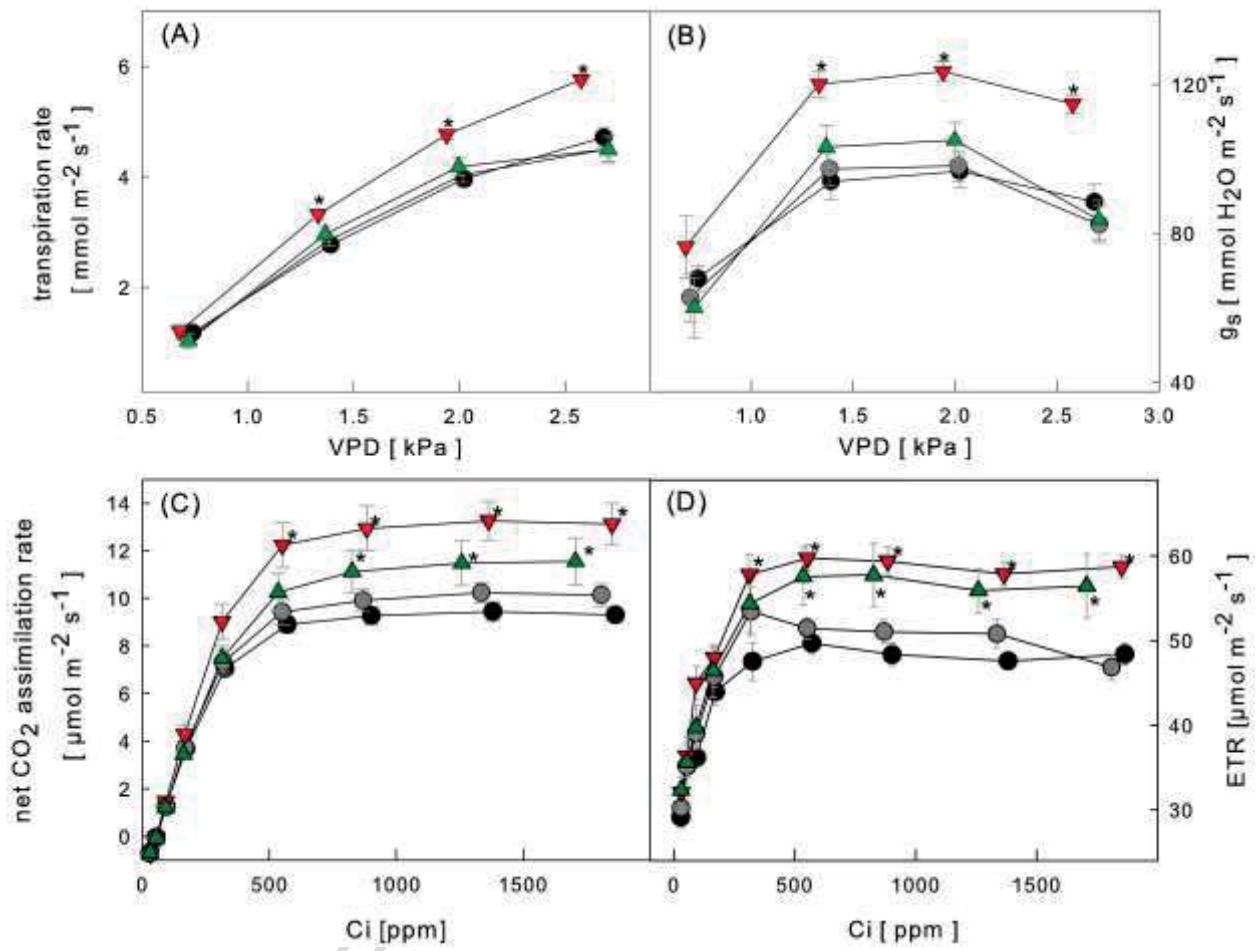 (A)
(B)
6
4
2
transpiration rate
[ mmol m-2 s-1 ]
120
80
40
gs [ mmol H2O m-2 s-1 ]
0.5
1.0
1.5
2.0
2.5
1.0
1.5
2.0
2.5
3.0
VPD [ kPa ]
VPD [ kPa ]
(C)
(D)
14
12
10
8
6
4
2
0
net CO2 assimilation rate
[ µmol m-2 s-1 ]
60
50
40
30
ETR [µmol m-2 s-1 ]
0
500
1000
1500
0
500
1000
1500
Ci [ppm]
Ci [ ppm ]